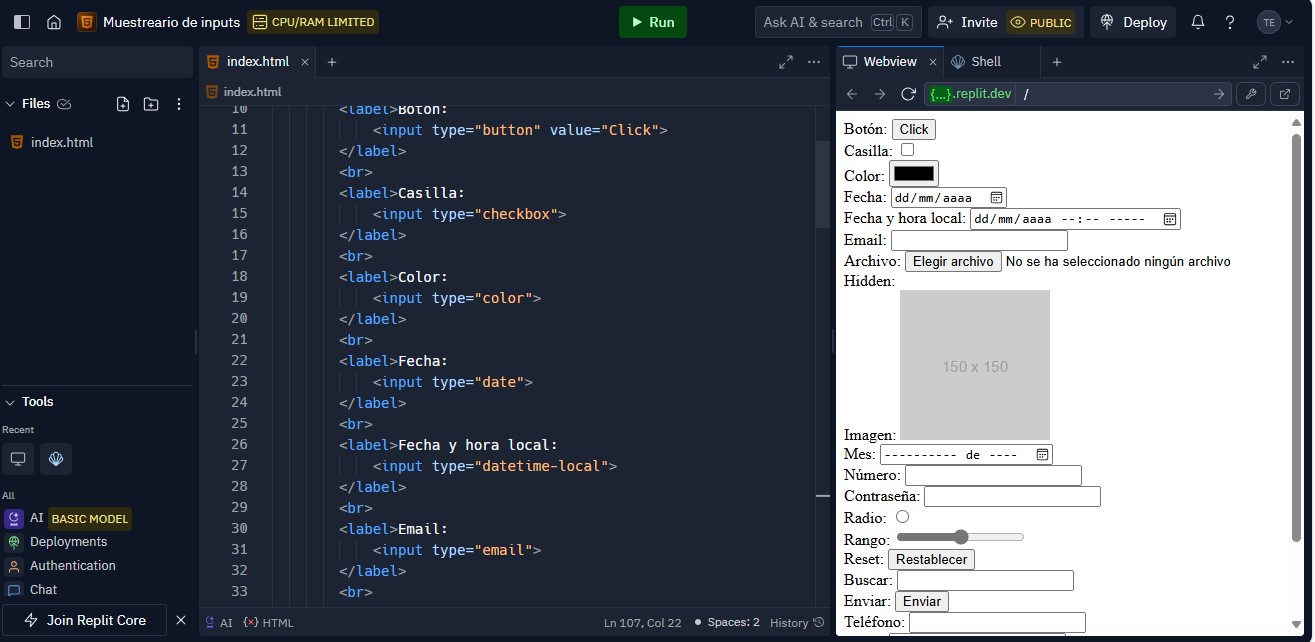 Muestreario de inputs CPU/RAM LIMITED Run Ask AI & search Ctrl K Invite PUBLIC Deploy TE
Search
Files
index.html
Tools
Recent
All
AI BASIC MODEL
Deployments
Authentication
Chat
Join Replit Core
index.html
index.html
10 <label>Botón:
11 <input type="button" value="Click">
12 </label>
13 <br>
14 <label>Casilla:
15 <input type="checkbox">
16 </label>
17 <br>
18 <label>Color:
19 <input type="color">
20 </label>
21 <br>
22 <label>Fecha:
23 <input type="date">
24 </label>
25 <br>
26 <label>Fecha y hora local:
27 <input type="datetime-local">
28 </label>
29 <br>
30 <label>Email:
31 <input type="email">
32 </label>
33 <br>
AI HTML Ln 107, Col 22 Spaces: 2 History
Webview Shell
{...}.replit.dev /
Botón: Click
Casilla:
Color:
Fecha: dd/mm/aaaa
Fecha y hora local: dd/mm/aaaa --:-- -----
Email:
Archivo: Elegir archivo No se ha seleccionado ningún archivo
Hidden:
150 x 150
Imagen:
Mes: ---------- de ----
Número:
Contraseña:
Radio:
Rango:
Reset: Restablecer
Buscar:
Enviar: Enviar
Teléfono: